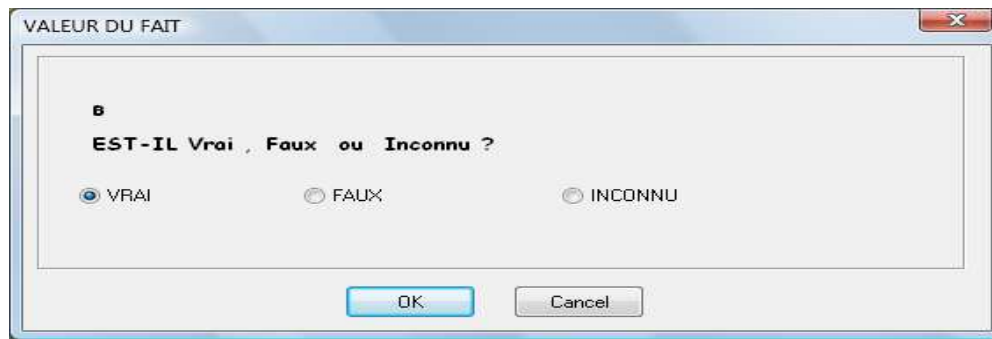 VALEUR DU FAIT
B
EST-IL Vrai , Faux ou Inconnu ?
VRAI FAUX INCONNU
OK Cancel